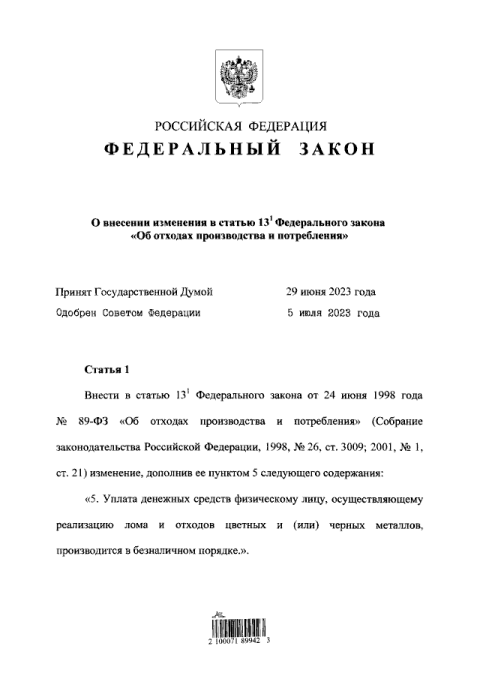 РОССИЙСКАЯ ФЕДЕРАЦИЯ
ФЕДЕРАЛЬНЫЙ ЗАКОН
О внесении изменения в статью 13¹ Федерального закона
«Об отходах производства и потребления»
Принят Государственной Думой 29 июня 2023 года
Одобрен Советом Федерации 5 июля 2023 года
Статья 1
Внести в статью 13¹ Федерального закона от 24 июня 1998 года
№ 89-ФЗ «Об отходах производства и потребления» (Собрание
законодательства Российской Федерации, 1998, № 26, ст. 3009; 2001, № 1,
ст. 21) изменение, дополнив ее пунктом 5 следующего содержания:
«5. Уплата денежных средств физическому лицу, осуществляющему
реализацию лома и отходов цветных и (или) черных металлов,
производится в безналичном порядке.».
2 100071 89942 3